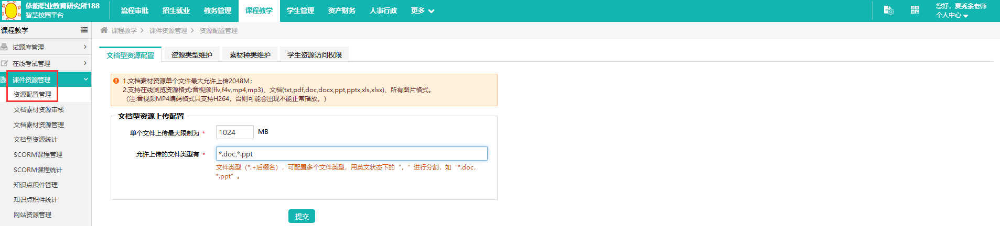 依能职业教育研究所188
智慧校园平台
流程审批 招生就业 教务管理 课程教学 学生管理 资产财务 人事行政 更多
您好，夏秀余老师
个人中心
课程教学
课程教学 课件资源管理 资源配置管理
试题库管理
在线考试管理
课件资源管理
资源配置管理
文档素材资源审核
文档素材资源管理
文档型资源统计
SCORM课程管理
SCORM课程统计
知识点积件管理
知识点积件统计
网站资源管理
文档型资源配置 资源类型维护 素材种类维护 学生资源访问权限
1.文档素材资源单个文件最大允许上传2048M；
2.支持在线浏览资源格式:音视频(flv,f4v,mp4,mp3)、文档(txt,pdf,doc,docx,ppt,pptx,xls,xlsx)、所有图片格式。
（注:音视频MP4编码格式只支持H264，否则可能会出现不能正常播放。）
文档型资源上传配置
单个文件上传最大限制为 * 1024 MB
允许上传的文件类型有 * *.doc,*.ppt
文件类型（*.+后缀名），可配置多个文件类型，用英文状态下的“，”进行分割，如“*.doc，
*.ppt”。
提交